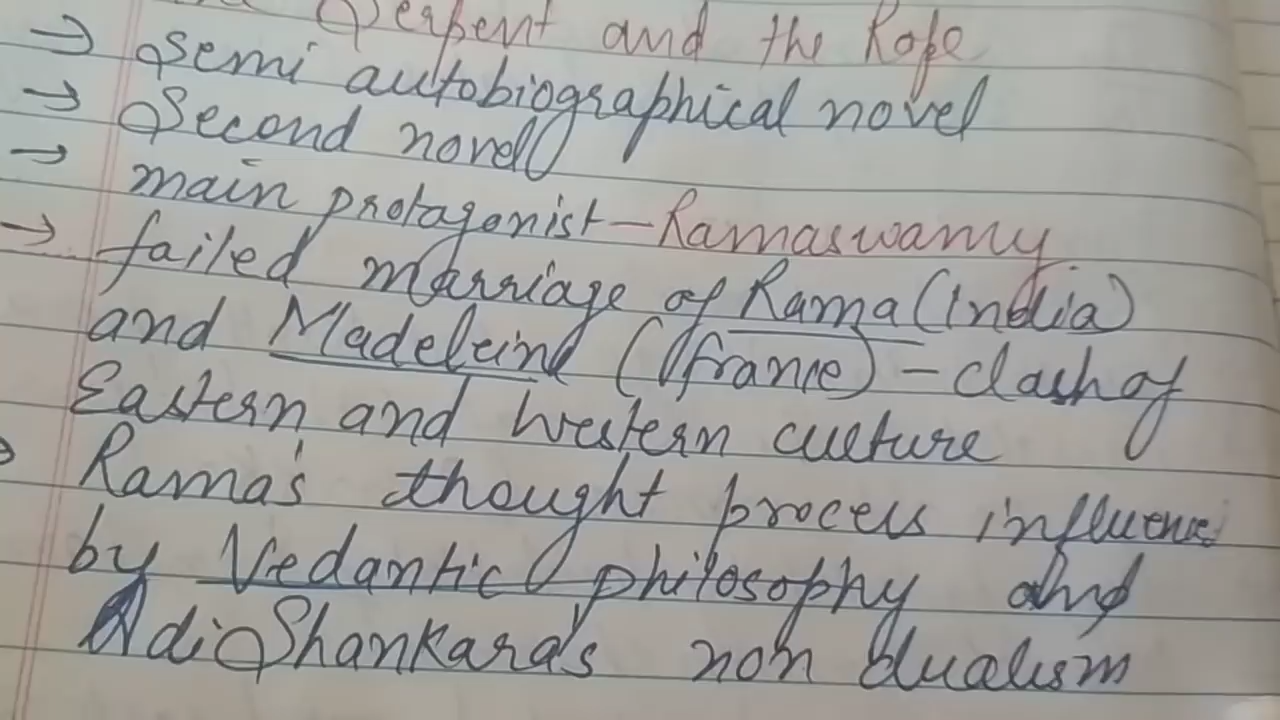 Serpent and the Rope
→ Semi autobiographical novel
→ Second novel
→ main protagonist - Ramaswamy
→ failed marriage of Rama (India)
and Madeleine (france) - clash of
Eastern and western culture
Rama's thought process influence
by Vedantic philosophy and
Adi Shankara's non dualism